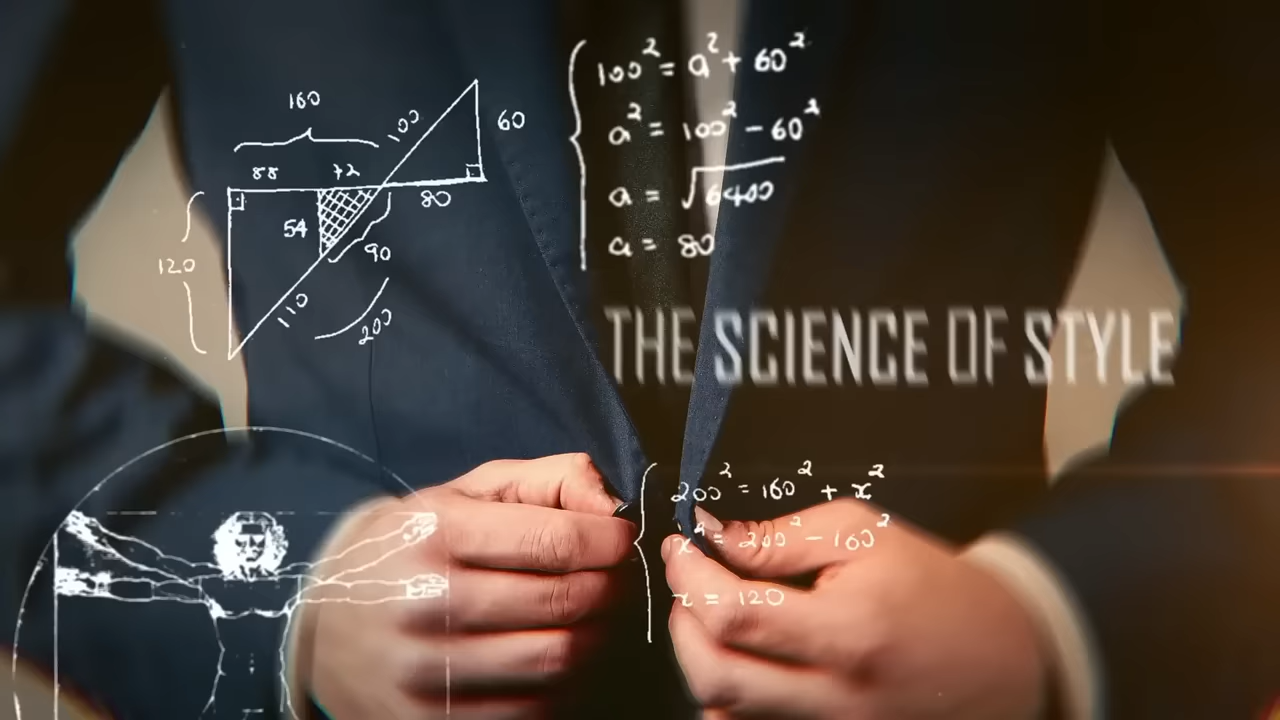 160
100
60
88 72
80
54
90
120
110
200
100² = a² + 60²
a² = 100² - 60²
a = √6400
a = 80
THE SCIENCE OF STYLE
200² = 160² + x²
x² = 200² - 160²
x = 120